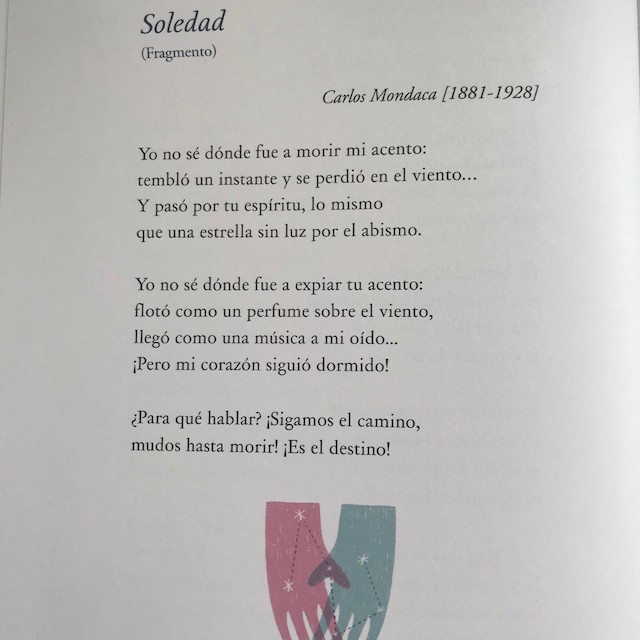 Soledad
(Fragmento)
Carlos Mondaca [1881-1928]
Yo no sé dónde fue a morir mi acento:
tembló un instante y se perdió en el viento...
Y pasó por tu espíritu, lo mismo
que una estrella sin luz por el abismo.
Yo no sé dónde fue a expiar tu acento:
flotó como un perfume sobre el viento,
llegó como una música a mi oído...
¡Pero mi corazón siguió dormido!
¿Para qué hablar? ¡Sigamos el camino,
mudos hasta morir! ¡Es el destino!